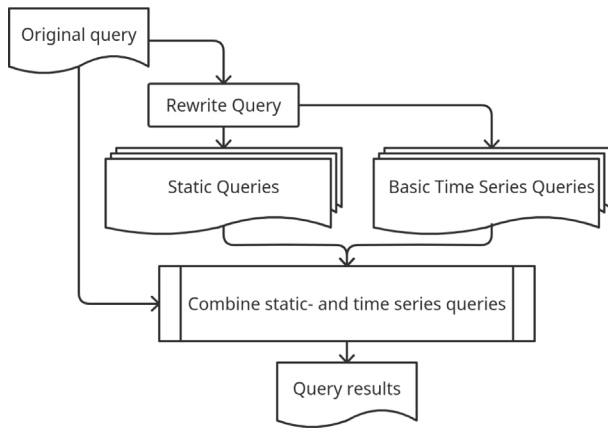 Original query
Rewrite Query
Static Queries
Basic Time Series Queries
Combine static- and time series queries
Query results